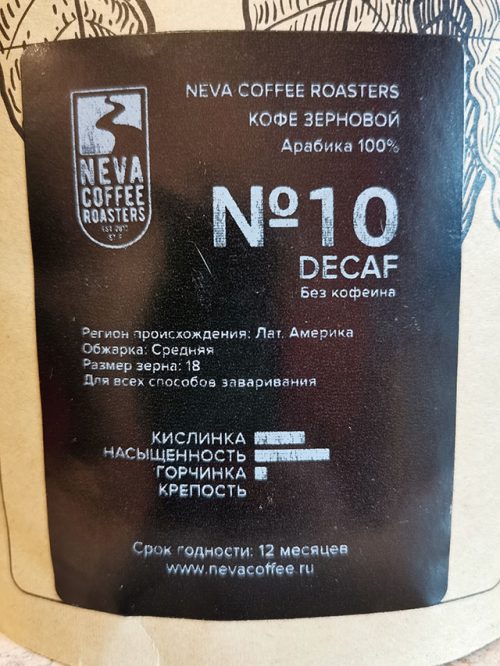 NEVA COFFEE ROASTERS
КОФЕ ЗЕРНОВОЙ
Арабика 100%
NEVA
COFFEE
ROASTERS
№10
DECAF
Без кофеина
Регион происхождения: Лат. Америка
Обжарка: Средняя
Размер зерна: 18
Для всех способов заваривания
КИСЛИНКА
НАСЫЩЕННОСТЬ
ГОРЧИНКА
КРЕПОСТЬ
Срок годности: 12 месяцев
www.nevacoffee.ru